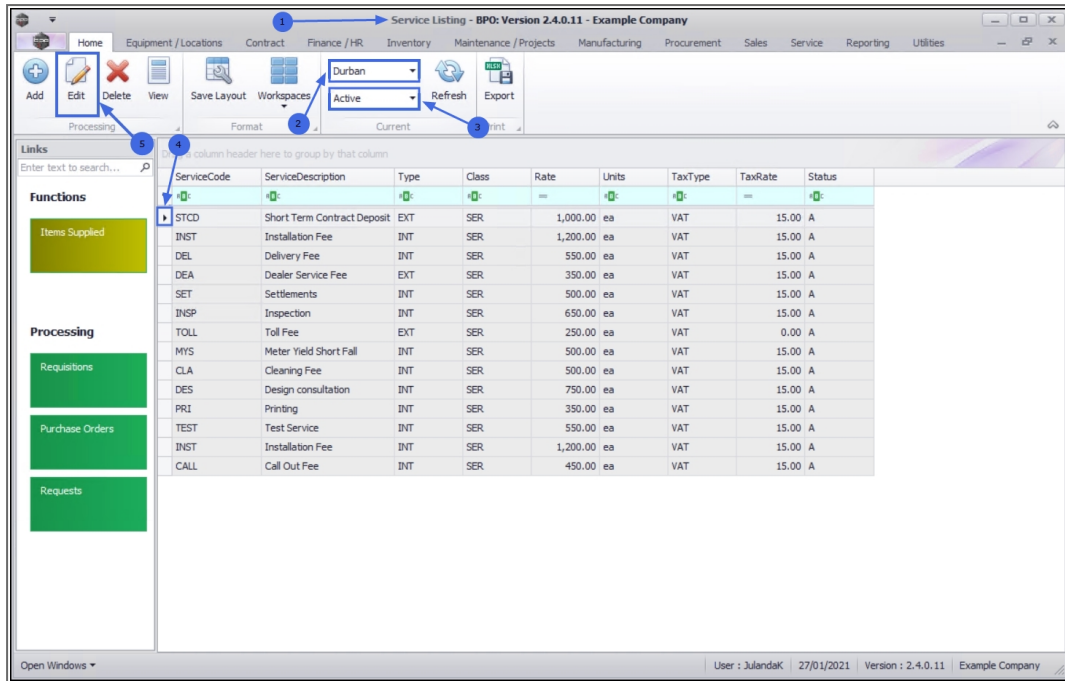 1
Service Listing - BPO: Version 2.4.0.11 - Example Company
Home Equipment / Locations Contract Finance / HR Inventory Maintenance / Projects Manufacturing Procurement Sales Service Reporting Utilities
Add Edit Delete View Save Layout Workspaces Durban Active Refresh Export
Processing Format Current
2 3 5 4
Links
Enter text to search...
column header here to group by that column
ServiceCode ServiceDescription Type Class Rate Units TaxType TaxRate Status
Functions
STCD Short Term Contract Deposit EXT SER 1,000.00 ea VAT 15.00 A
Items Supplied
INST Installation Fee INT SER 1,200.00 ea VAT 15.00 A
DEL Delivery Fee INT SER 550.00 ea VAT 15.00 A
DEA Dealer Service Fee EXT SER 350.00 ea VAT 15.00 A
SET Settlements INT SER 500.00 ea VAT 15.00 A
INSP Inspection INT SER 650.00 ea VAT 15.00 A
Processing
TOLL Toll Fee EXT SER 250.00 ea VAT 0.00 A
MYS Meter Yield Short Fall INT SER 500.00 ea VAT 15.00 A
Requisitions
CLA Cleaning Fee INT SER 500.00 ea VAT 15.00 A
DES Design consultation INT SER 750.00 ea VAT 15.00 A
PRI Printing INT SER 350.00 ea VAT 15.00 A
Purchase Orders
TEST Test Service INT SER 550.00 ea VAT 15.00 A
INST Installation Fee INT SER 1,200.00 ea VAT 15.00 A
CALL Call Out Fee INT SER 450.00 ea VAT 15.00 A
Requests
Open Windows User : JulandaK 27/01/2021 Version : 2.4.0.11 Example Company